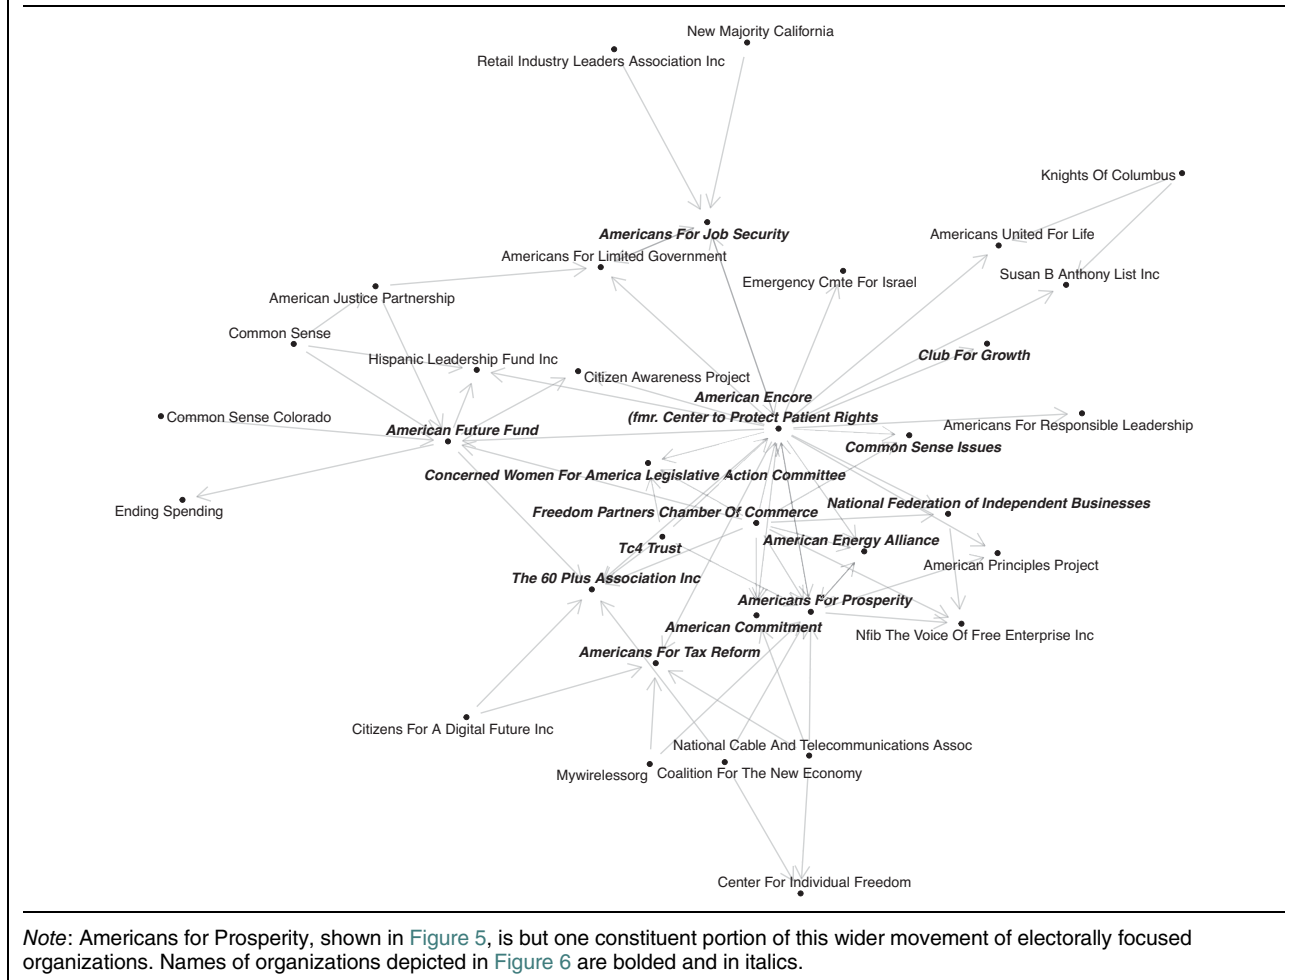 New Majority California
Retail Industry Leaders Association Inc
Knights Of Columbus
Americans For Job Security
Americans United For Life
Americans For Limited Government
Susan B Anthony List Inc
Emergency Cmte For Israel
American Justice Partnership
Common Sense
Club For Growth
Hispanic Leadership Fund Inc
Citizen Awareness Project
American Encore
(fmr. Center to Protect Patient Rights
Common Sense Colorado
Americans For Responsible Leadership
American Future Fund
Common Sense Issues
Concerned Women For America Legislative Action Committee
National Federation of Independent Businesses
Ending Spending
Freedom Partners Chamber Of Commerce
American Energy Alliance
Tc4 Trust
American Principles Project
The 60 Plus Association Inc
Americans For Prosperity
American Commitment
Nfib The Voice Of Free Enterprise Inc
Americans For Tax Reform
Citizens For A Digital Future Inc
National Cable And Telecommunications Assoc
Mywirelessorg
Coalition For The New Economy
Center For Individual Freedom
Note: Americans for Prosperity, shown in Figure 5, is but one constituent portion of this wider movement of electorally focused
organizations. Names of organizations depicted in Figure 6 are bolded and in italics.